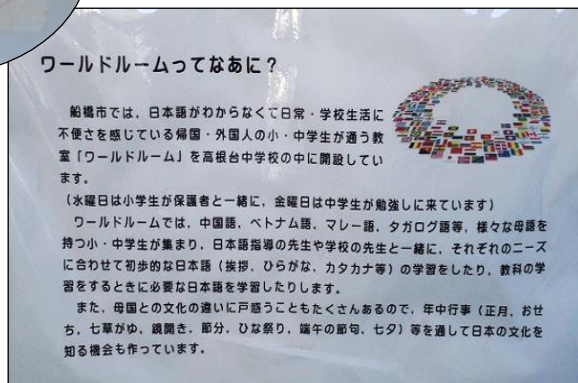 ワールドルームってなあに？
船橋市では，日本語がわからなくて日常・学校生活に
不便さを感じている帰国・外国人の小・中学生が通う教
室「ワールドルーム」を高根台中学校の中に開設してい
ます。
（水曜日は小学生が保護者と一緒に，金曜日は中学生が勉強しに来ています）
ワールドルームでは，中国語，ベトナム語，マレー語，タガログ語等，様々な母語を
持つ小・中学生が集まり，日本語指導の先生や学校の先生と一緒に，それぞれのニーズ
に合わせて初歩的な日本語（挨拶，ひらがな，カタカナ等）の学習をしたり，教科の学
習をするときに必要な日本語を学習したりします。
また，母国との文化の違いに戸惑うこともたくさんあるので，年中行事（正月，おせ
ち，七草がゆ，鏡開き，節分，ひな祭り，端午の節句，七夕）等を通して日本の文化を
知る機会も作っています。